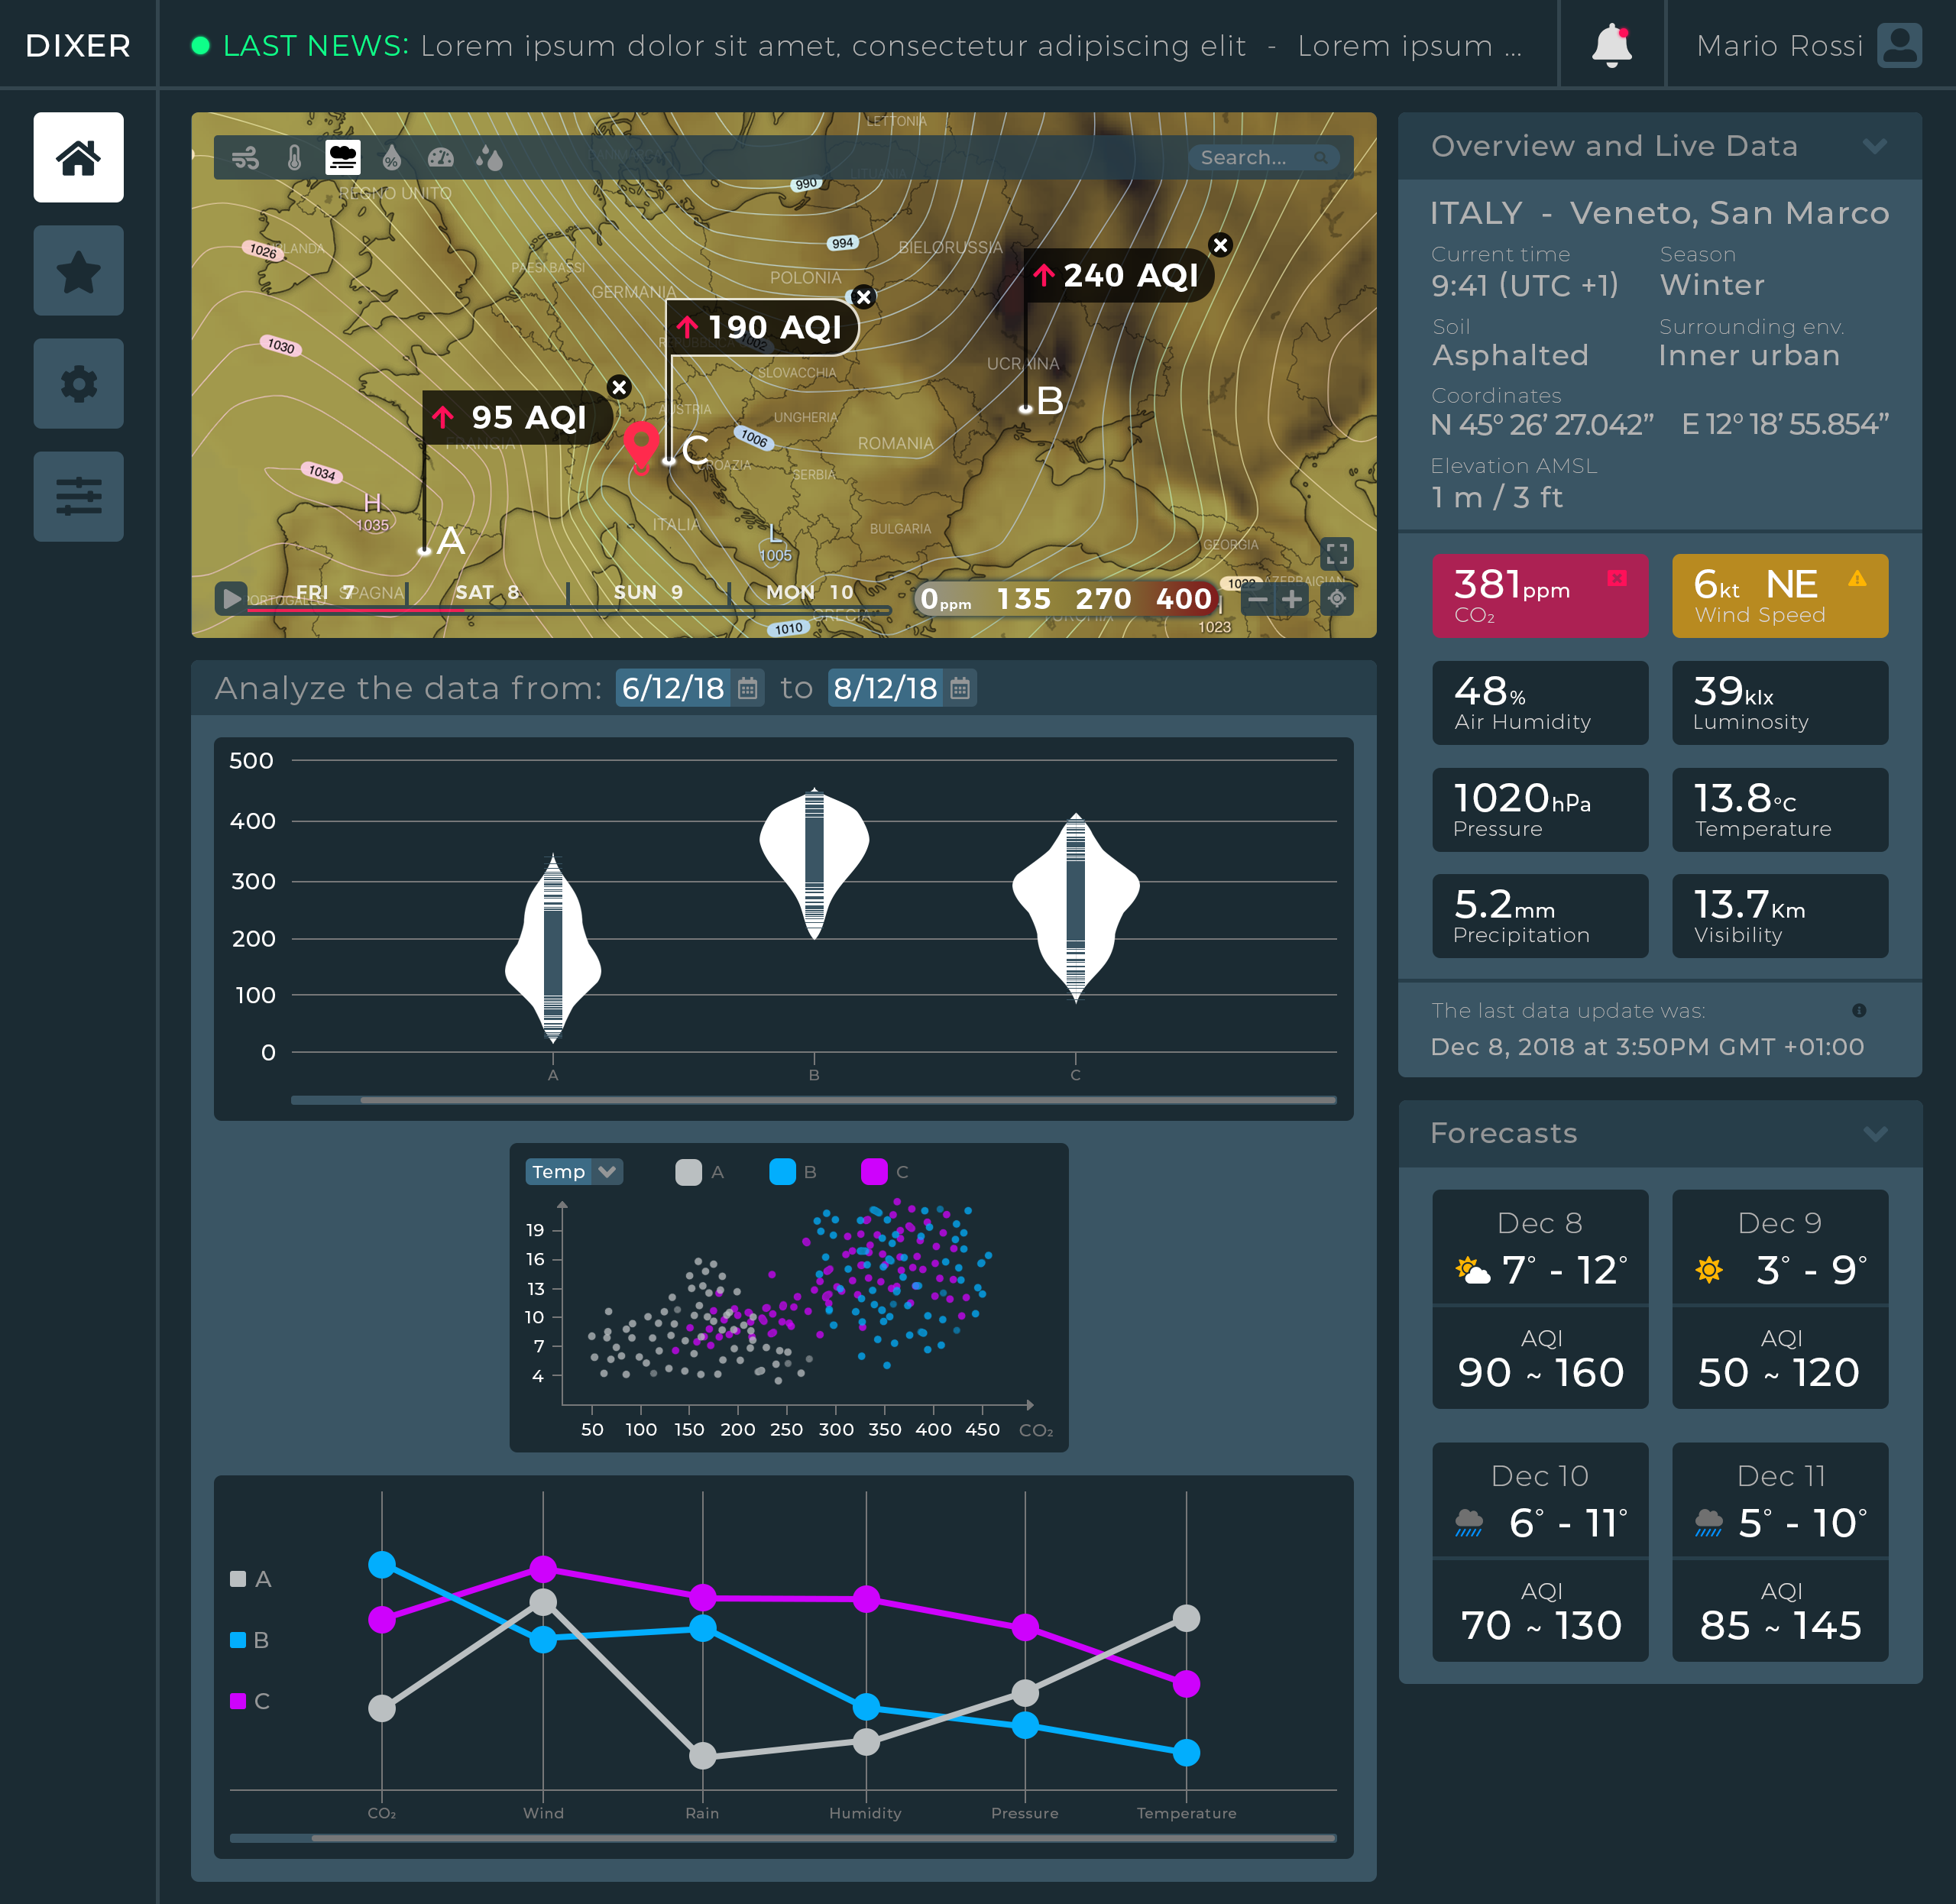 DIXER
LAST NEWS: Lorem ipsum dolor sit amet, consectetur adipiscing elit - Lorem ipsum ...
Mario Rossi
Search...
LETTONIA
LITUANIA
REGNO UNITO
990
1026
IRLANDA
994
BIELORUSSIA
PAESI BASSI
POLONIA
GERMANIA
240 AQI
190 AQI
1002
1030
SLOVACCHIA
UCRAINA
B
95 AQI
AUSTRIA
UNGHERIA
1006
ROMANIA
FRANCIA
C
CROAZIA
SERBIA
1034
H
1035
ITALIA
BULGARIA
L
1005
A
GEORGIA
AZERBAIGIAN
PORTOGALLO
SPAGNA
FRI 7
SAT 8
SUN 9
MON 10
0ppm 135 270 400
GRECIA
TURCHIA
1010
1023
Analyze the data from: 6/12/18 to 8/12/18
500
400
300
200
100
0
A B C
Temp
A B C
19
16
13
10
7
4
50 100 150 200 250 300 350 400 450 CO₂
A
B
C
CO₂ Wind Rain Humidity Pressure Temperature
Overview and Live Data
ITALY - Veneto, San Marco
Current time Season
9:41 (UTC +1) Winter
Soil Surrounding env.
Asphalted Inner urban
Coordinates
N 45° 26’ 27.042” E 12° 18’ 55.854”
Elevation AMSL
1 m / 3 ft
381ppm
CO₂
6kt NE
Wind Speed
48%
Air Humidity
39klx
Luminosity
1020hPa
Pressure
13.8°C
Temperature
5.2mm
Precipitation
13.7Km
Visibility
The last data update was:
Dec 8, 2018 at 3:50PM GMT +01:00
Forecasts
Dec 8
7° - 12°
AQI
90 ~ 160
Dec 9
3° - 9°
AQI
50 ~ 120
Dec 10
6° - 11°
AQI
70 ~ 130
Dec 11
5° - 10°
AQI
85 ~ 145